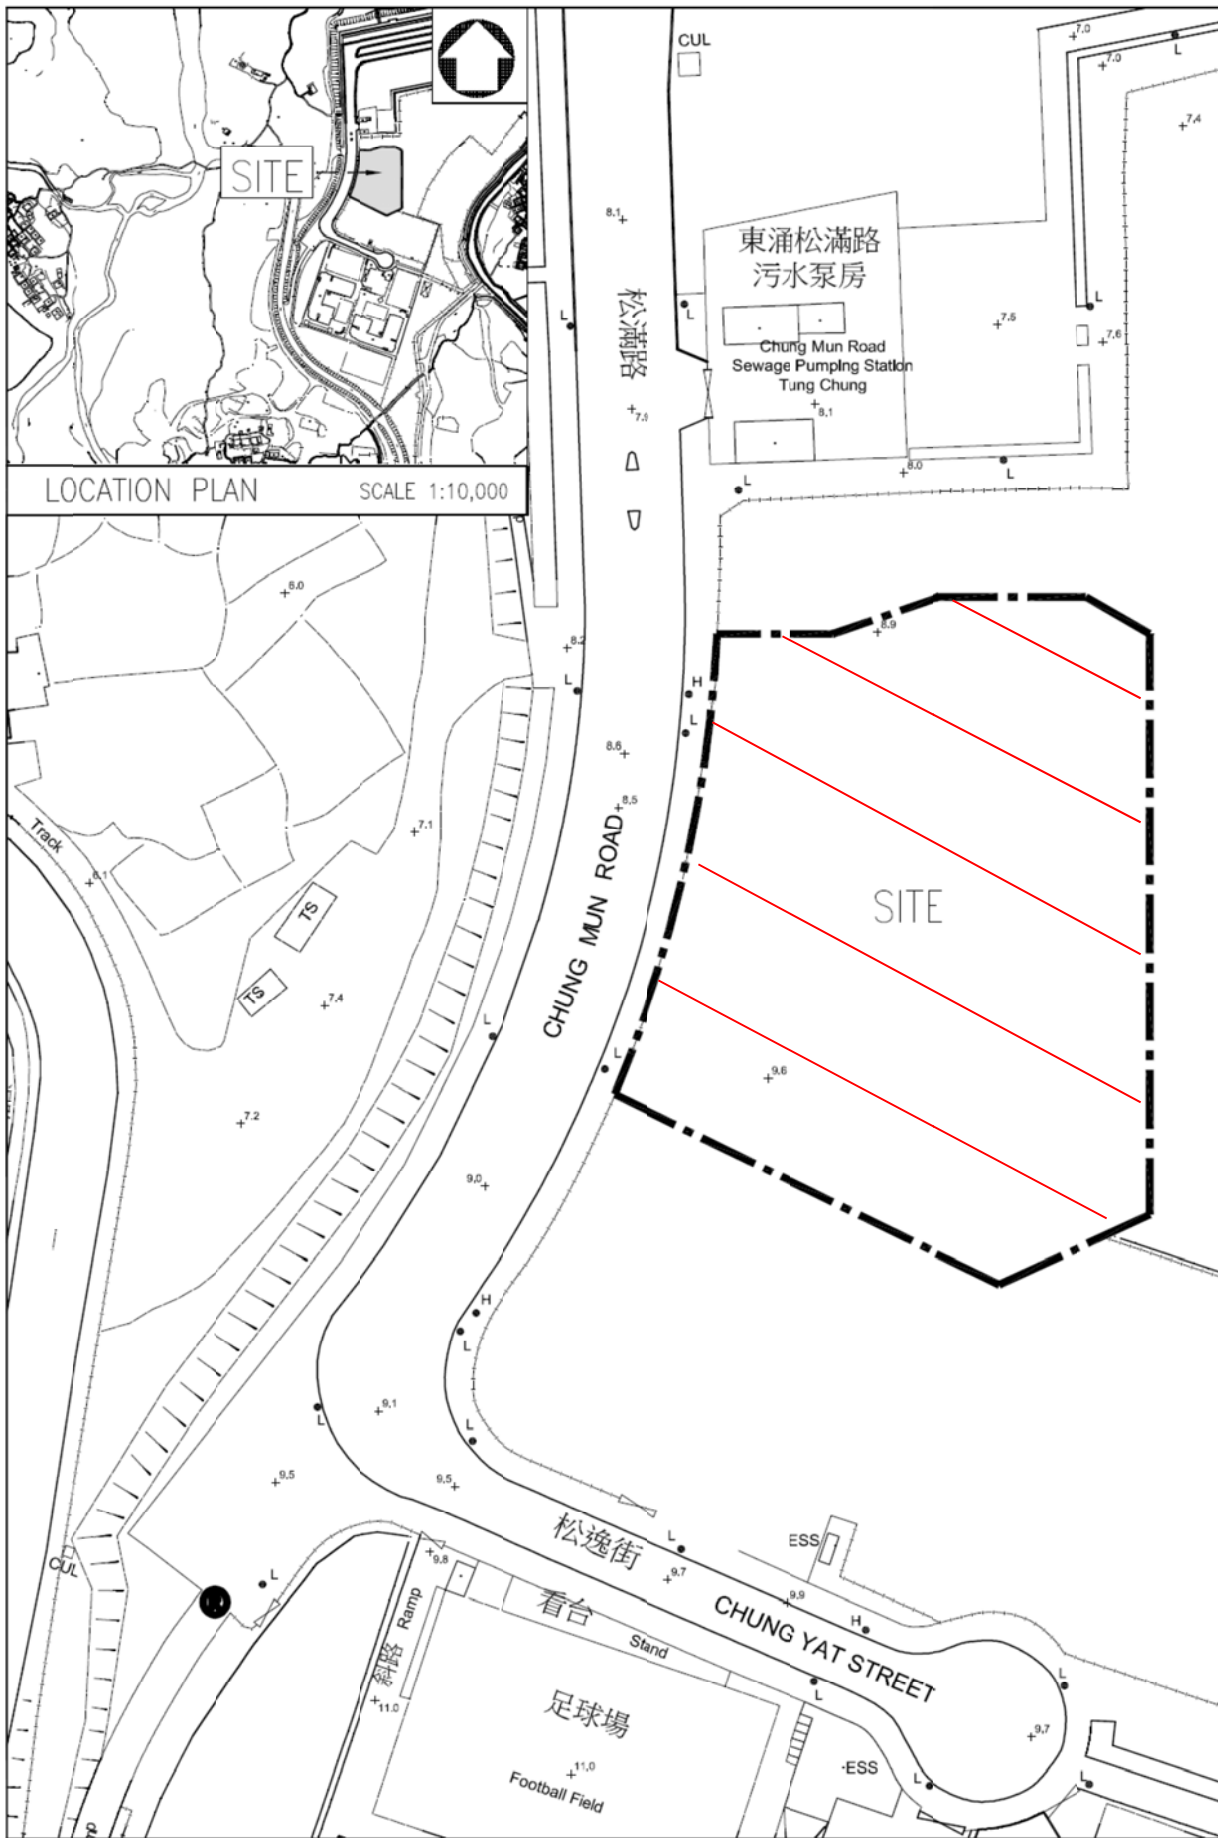 SITE
LOCATION PLAN
SCALE 1:10,000
CUL
7.0
L
7.0
7.4
8.1
東涌松滿路
污水泵房
L
L
松滿路
L
7.5
7.6
Chung Mun Road
Sewage Pumping Station
Tung Chung
7.9
8.1
8.0
L
L
6.0
8.9
8.2
L
H
L
8.6
8.5
Track
7.1
6.1
CHUNG MUN ROAD
SITE
TS
TS
7.4
L
L
9.6
7.2
9.0
H
L
9.1
L
L
9.5
9.5
松逸街
L
ESS
CUL
9.8
L
9.7
9.9
看台
CHUNG YAT STREET
H
Ramp
斜路
Stand
L
L
11.0
足球場
9.7
11.0
Football Field
ESS
L
L